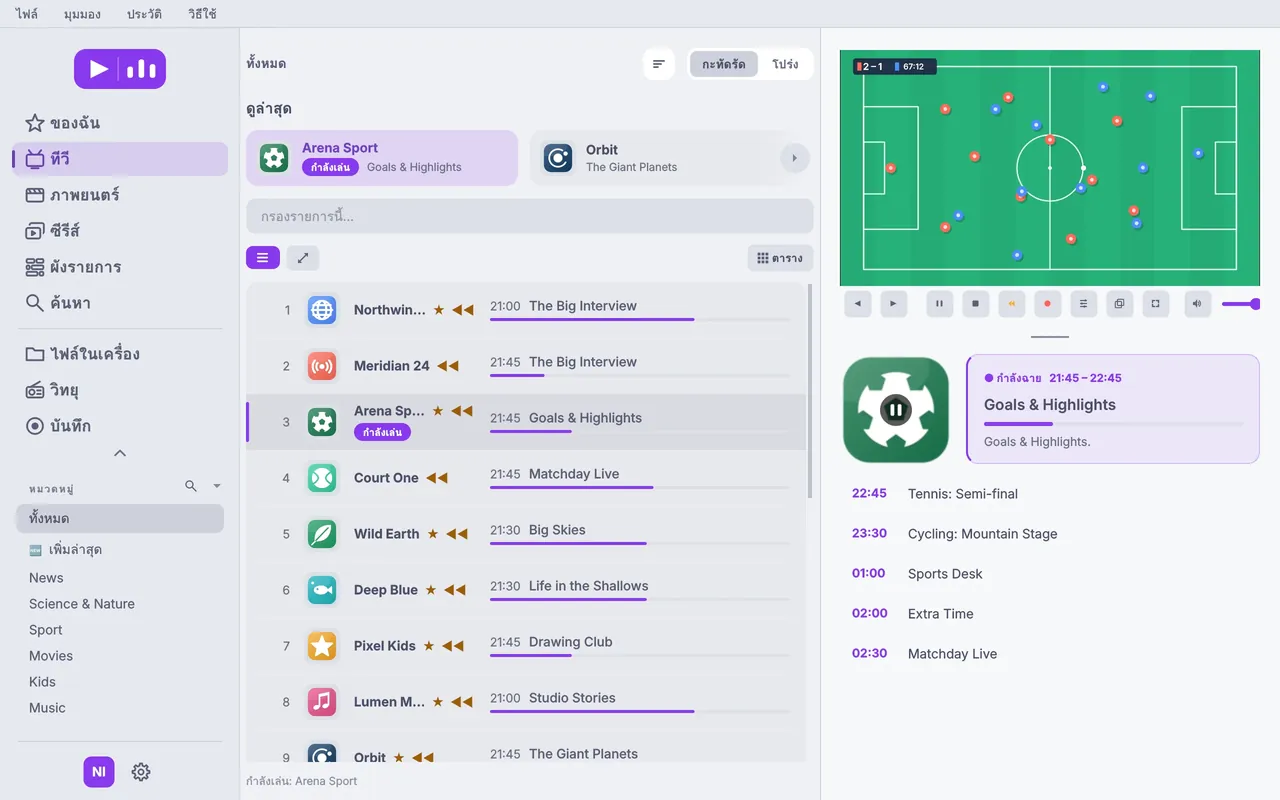 ไฟล์ มุมมอง ประวัติ วิธีใช้
ของฉัน
ทีวี
ภาพยนตร์
ซีรีส์
ผังรายการ
ค้นหา
ไฟล์ในเครื่อง
วิทยุ
บันทึก
หมวดหมู่
ทั้งหมด
เพิ่มล่าสุด
News
Science & Nature
Sport
Movies
Kids
Music
NI
ทั้งหมด
กะทัดรัด โปร่ง
ดูล่าสุด
Arena Sport
กำลังเล่น Goals & Highlights
Orbit
The Giant Planets
กรองรายการนี้...
ตาราง
1 Northwin... 21:00 The Big Interview
2 Meridian 24 21:45 The Big Interview
3 Arena Sp... 21:45 Goals & Highlights
กำลังเล่น
4 Court One 21:45 Matchday Live
5 Wild Earth 21:30 Big Skies
6 Deep Blue 21:30 Life in the Shallows
7 Pixel Kids 21:45 Drawing Club
8 Lumen M... 21:00 Studio Stories
9 Orbit 21:45 The Giant Planets
กำลังเล่น: Arena Sport
2 – 1 67:12
กำลังฉาย 21:45 – 22:45
Goals & Highlights
Goals & Highlights.
22:45 Tennis: Semi-final
23:30 Cycling: Mountain Stage
01:00 Sports Desk
02:00 Extra Time
02:30 Matchday Live